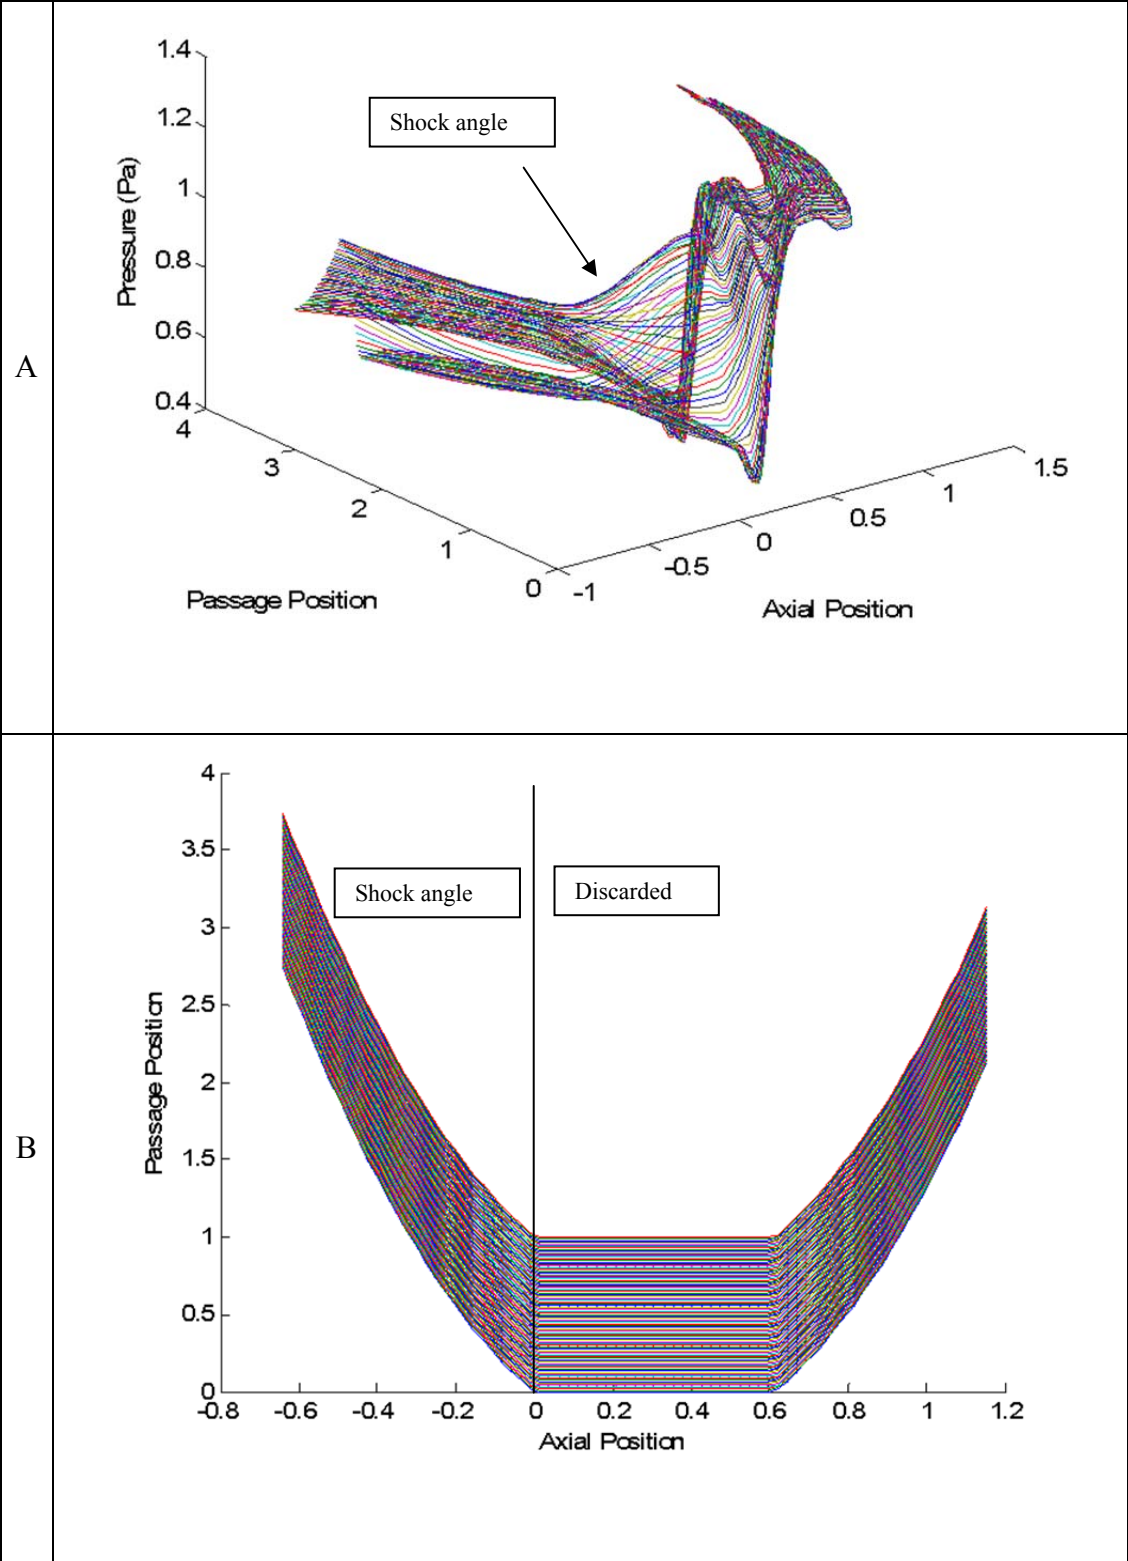 A
1.4
1.2
1
0.8
0.6
0.4
Pressure (Pa)
Shock angle
4
3
2
1
0
Passage Position
-1
-0.5
0
0.5
1
1.5
Axial Position
B
4
3.5
3
2.5
2
1.5
1
0.5
0
Passage Position
Shock angle
Discarded
-0.8 -0.6 -0.4 -0.2 0 0.2 0.4 0.6 0.8 1 1.2
Axial Position